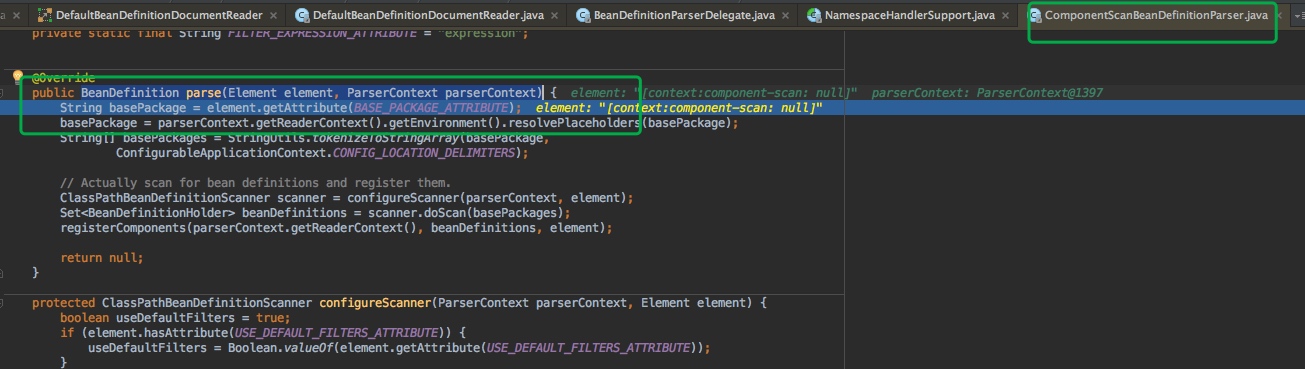 a × DefaultBeanDefinitionDocumentReader × DefaultBeanDefinitionDocumentReader.java × BeanDefinitionParserDelegate.java × NamespaceHandlerSupport.java × ComponentScanBeanDefinitionParser.java ×
private static final String FILTER_EXPRESSION_ATTRIBUTE = "expression";
@Override
public BeanDefinition parse(Element element, ParserContext parserContext) { element: "[context:component-scan: null]" parserContext: ParserContext@1397
String basePackage = element.getAttribute(BASE_PACKAGE_ATTRIBUTE); element: "[context:component-scan: null]"
basePackage = parserContext.getReaderContext().getEnvironment().resolvePlaceholders(basePackage);
String[] basePackages = StringUtils.tokenizeToStringArray(basePackage,
ConfigurableApplicationContext.CONFIG_LOCATION_DELIMITERS);
// Actually scan for bean definitions and register them.
ClassPathBeanDefinitionScanner scanner = configureScanner(parserContext, element);
Set<BeanDefinitionHolder> beanDefinitions = scanner.doScan(basePackages);
registerComponents(parserContext.getReaderContext(), beanDefinitions, element);
return null;
}
protected ClassPathBeanDefinitionScanner configureScanner(ParserContext parserContext, Element element) {
boolean useDefaultFilters = true;
if (element.hasAttribute(USE_DEFAULT_FILTERS_ATTRIBUTE)) {
useDefaultFilters = Boolean.valueOf(element.getAttribute(USE_DEFAULT_FILTERS_ATTRIBUTE));
}